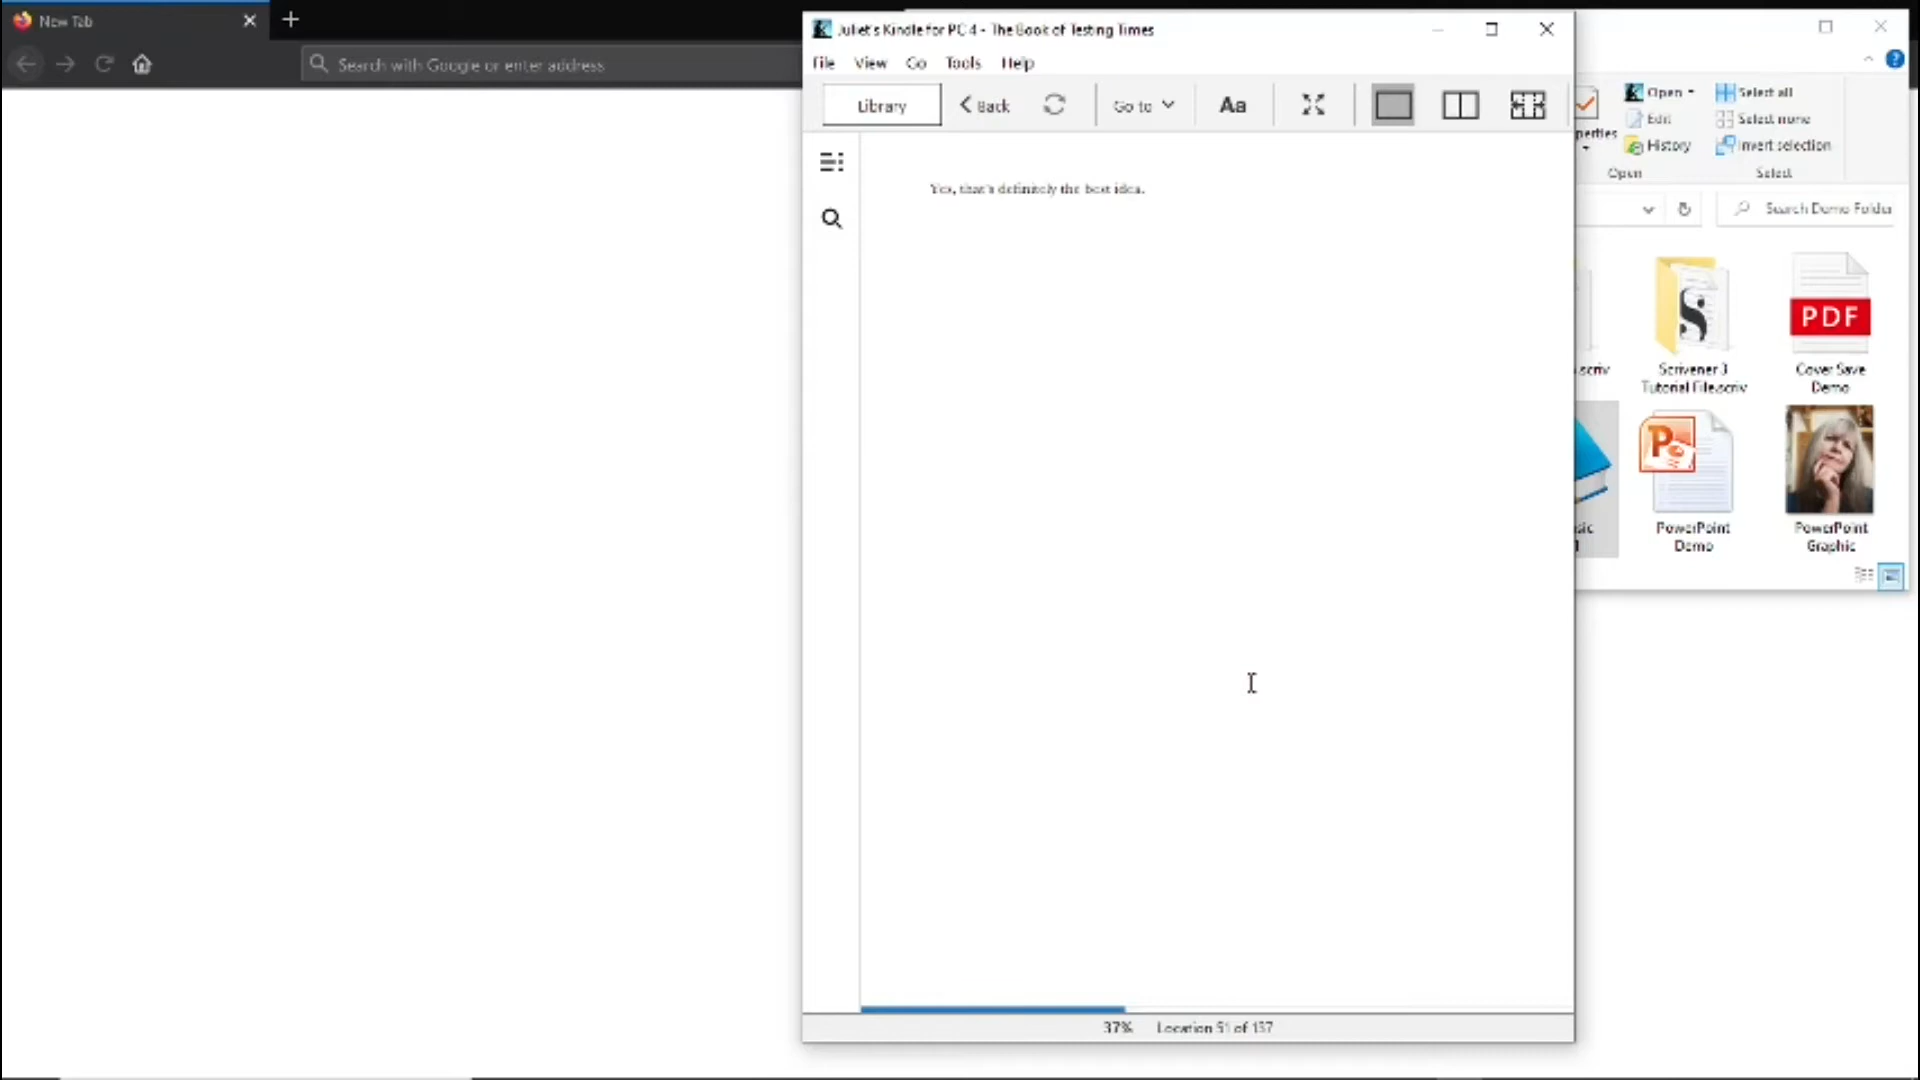 New Tab
Search with Google or enter address
Juliet's Kindle for PC 4 - The Book of Testing Times
File View Go Tools Help
Library Back Go to Aa
Yes, that's definitely the best idea.
37% Location 51 of 137
Open Select all
Edit Select none
History Invert selection
Open Select
Search Demo Folder
.scriv
Scrivener 3
Tutorial File.scriv
Cover Save
Demo
PDF
PowerPoint
Demo
PowerPoint
Graphic